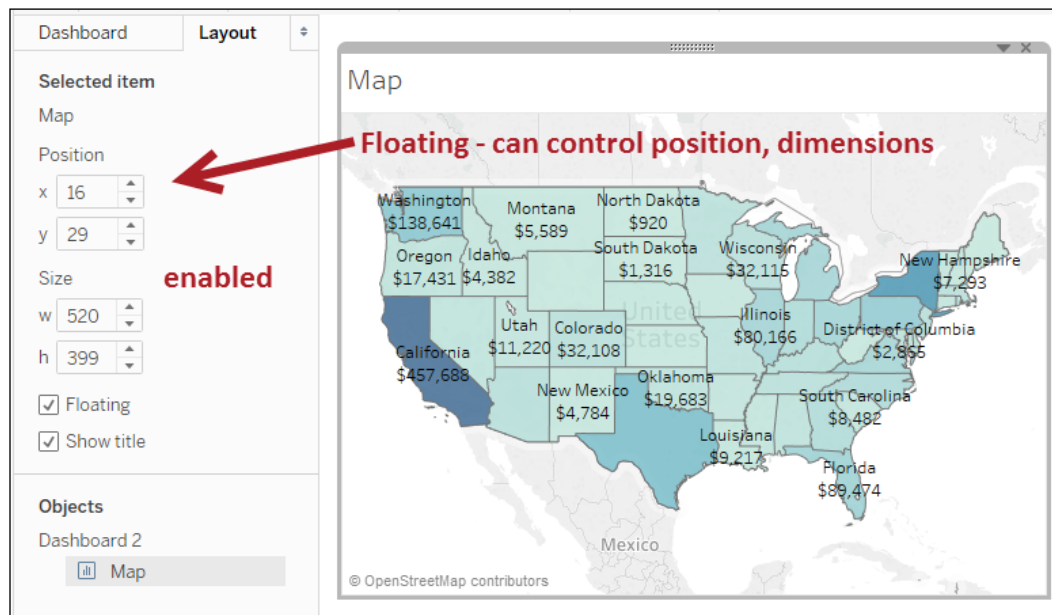 Dashboard
Layout
Selected item
Map
Position
x 16
y 29
enabled
Size
w 520
h 399
Floating
Show title
Objects
Dashboard 2
Map
Map
Floating - can control position, dimensions
Washington
$138,641
Montana
$5,589
North Dakota
$920
Oregon
$17,431
Idaho
$4,382
South Dakota
$1,316
Wisconsin
$32,115
New Hampshire
$7,293
United
States
Utah
$11,220
Colorado
$32,108
Illinois
$80,166
District of Columbia
$2,865
California
$457,688
New Mexico
$4,784
Oklahoma
$19,683
South Carolina
$8,482
Louisiana
$9,217
Florida
$89,474
Mexico
© OpenStreetMap contributors